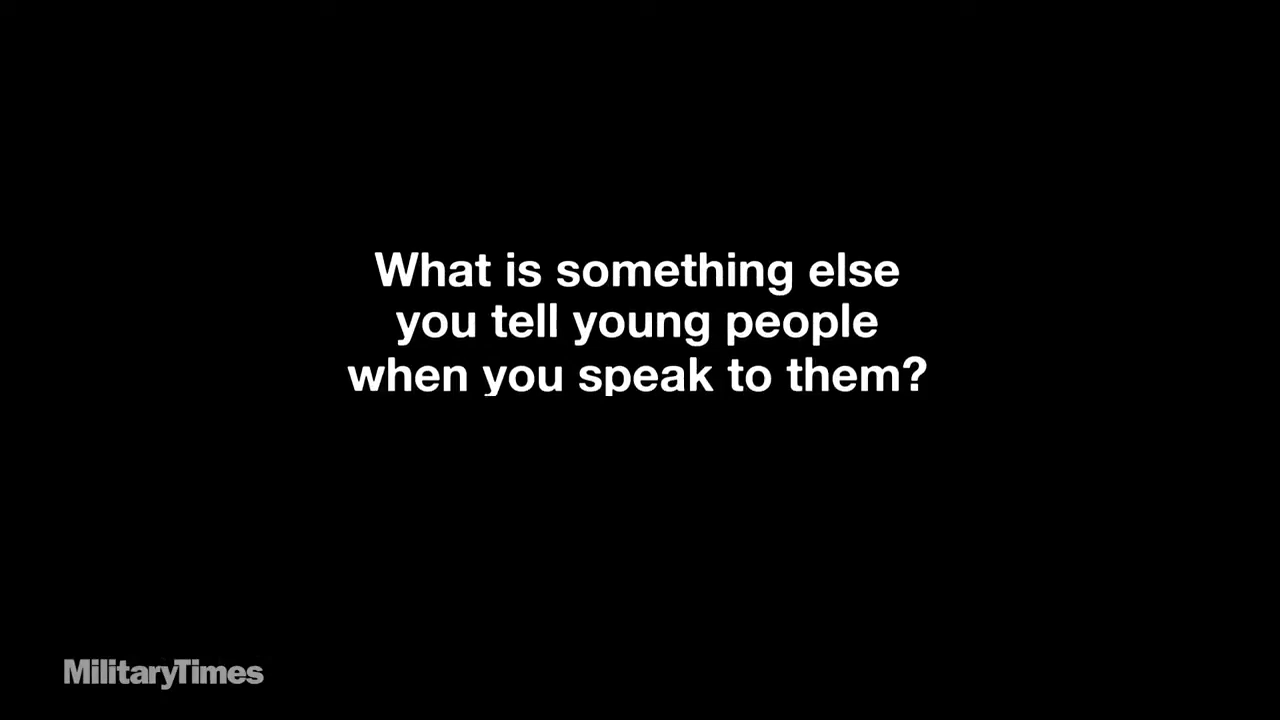 What is something else
you tell young people
when you speak to them?
MilitaryTimes